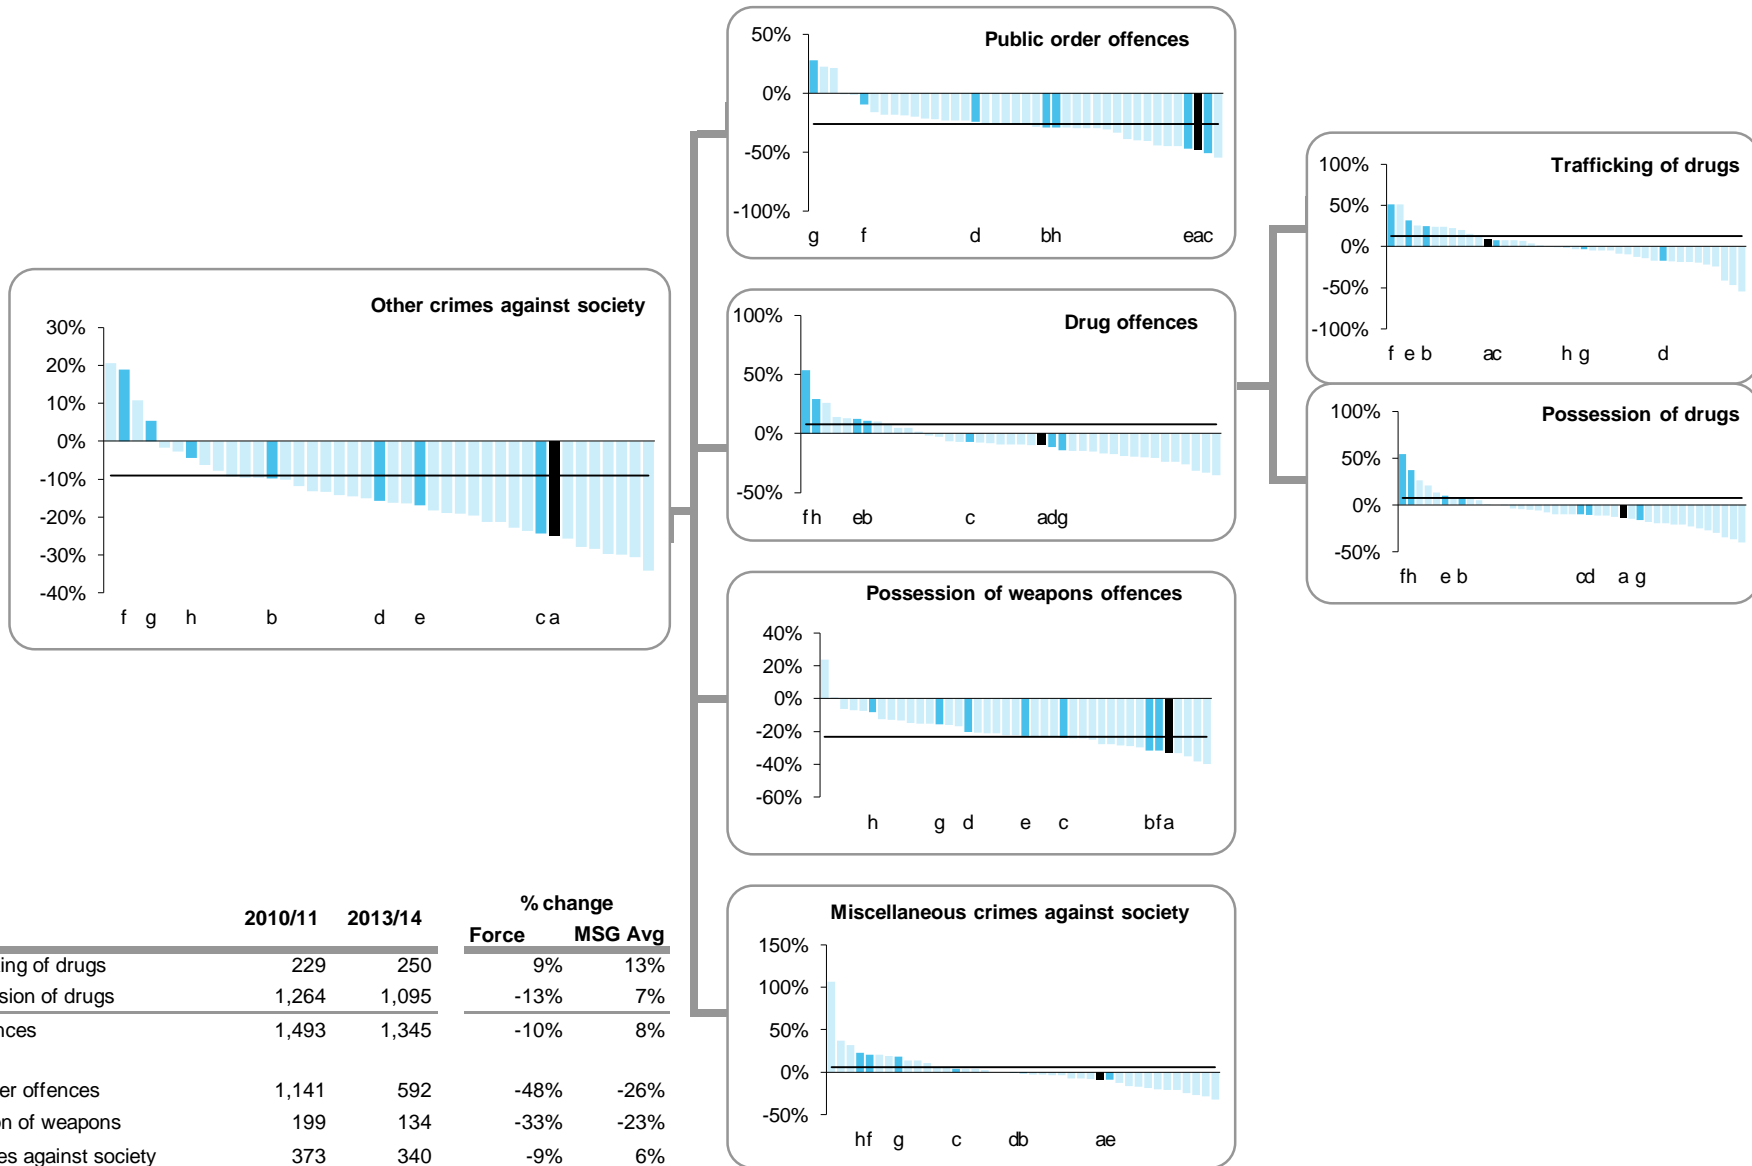 Public order offences
50%
0%
-50%
-100%
g f d bh eac
Trafficking of drugs
100%
50%
0%
-50%
-100%
f e b ac h g d
Other crimes against society
30%
20%
10%
0%
-10%
-20%
-30%
-40%
f g h b d e c a
Drug offences
100%
50%
0%
-50%
f h eb c adg
Possession of drugs
100%
50%
0%
-50%
fh e b cd a g
Possession of weapons offences
40%
20%
0%
-20%
-40%
-60%
h g d e c bfa
Miscellaneous crimes against society
150%
100%
50%
0%
-50%
hf g c db ae
2010/11 2013/14 % change
Force MSG Avg
ing of drugs 229 250 9% 13%
sion of drugs 1,264 1,095 -13% 7%
nces 1,493 1,345 -10% 8%
er offences 1,141 592 -48% -26%
on of weapons 199 134 -33% -23%
es against society 373 340 -9% 6%